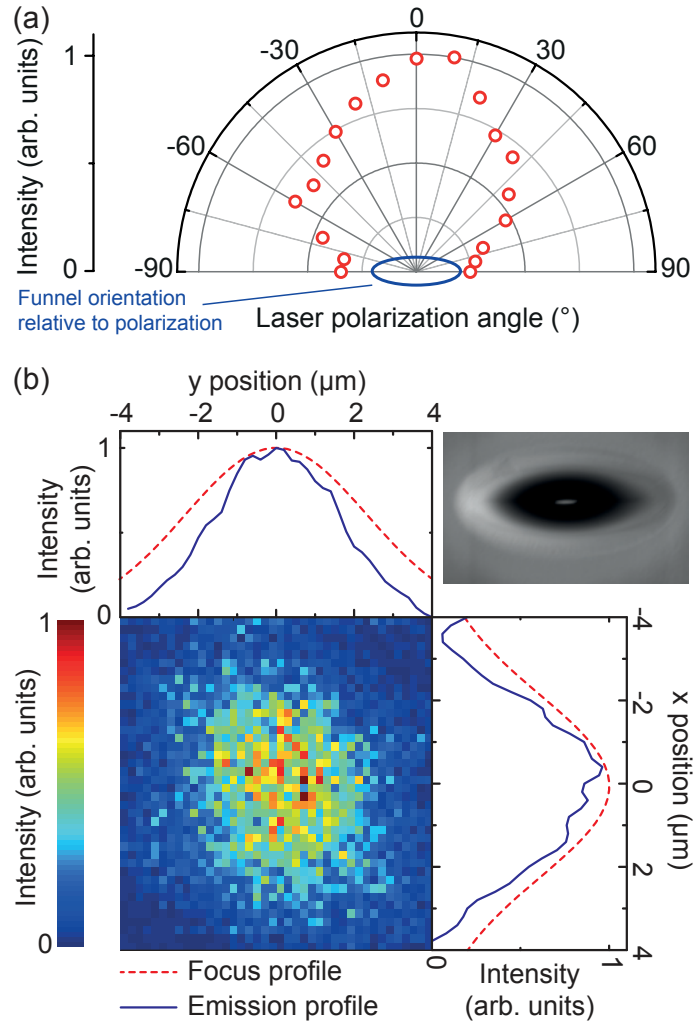 (a)
Intensity (arb. units)
1
0
-90
-60
-30
0
30
60
90
Funnel orientation
relative to polarization
Laser polarization angle (°)
(b)
y position (µm)
-4 -2 0 2 4
Intensity
(arb. units)
1
0
Intensity (arb. units)
1
0
-4
-2
0
2
4
x position (µm)
0 1
Intensity
(arb. units)
Focus profile
Emission profile